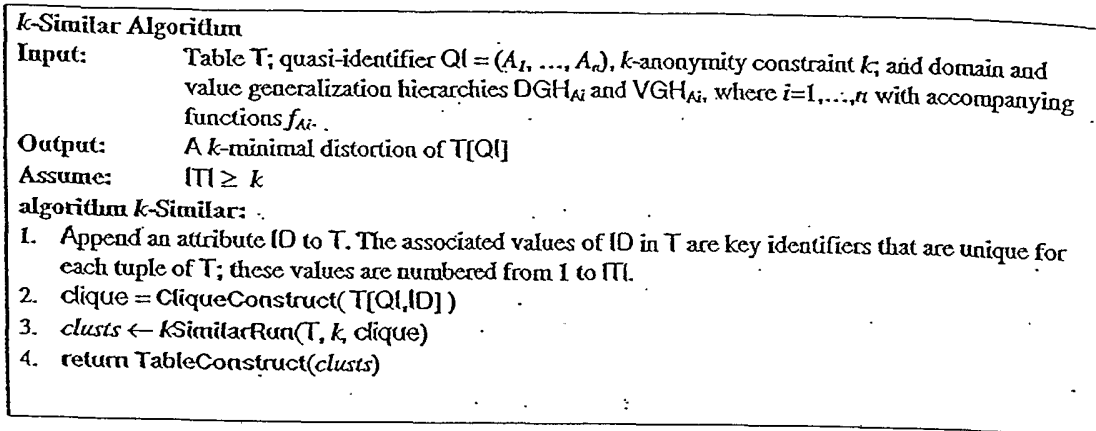 k-Similar Algorithm
Input: Table T; quasi-identifier QI = (A1, ..., An), k-anonymity constraint k; and domain and
value generalization hierarchies DGHAi and VGHAi, where i=1,...,n with accompanying
functions fAi.
Output: A k-minimal distortion of T[QI]
Assume: |T| ≥ k
algorithm k-Similar:
1. Append an attribute ID to T. The associated values of ID in T are key identifiers that are unique for
each tuple of T; these values are numbered from 1 to |T|.
2. clique = CliqueConstruct( T[QI,ID] )
3. clusts ← kSimilarRun(T, k, clique)
4. return TableConstruct(clusts)